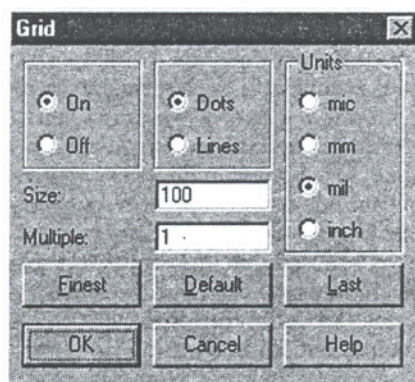 Grid
Units
On
Dots
mic
Off
Lines
mm
Size:
100
mil
Multiple:
1
inch
Finest
Default
Last
OK
Cancel
Help